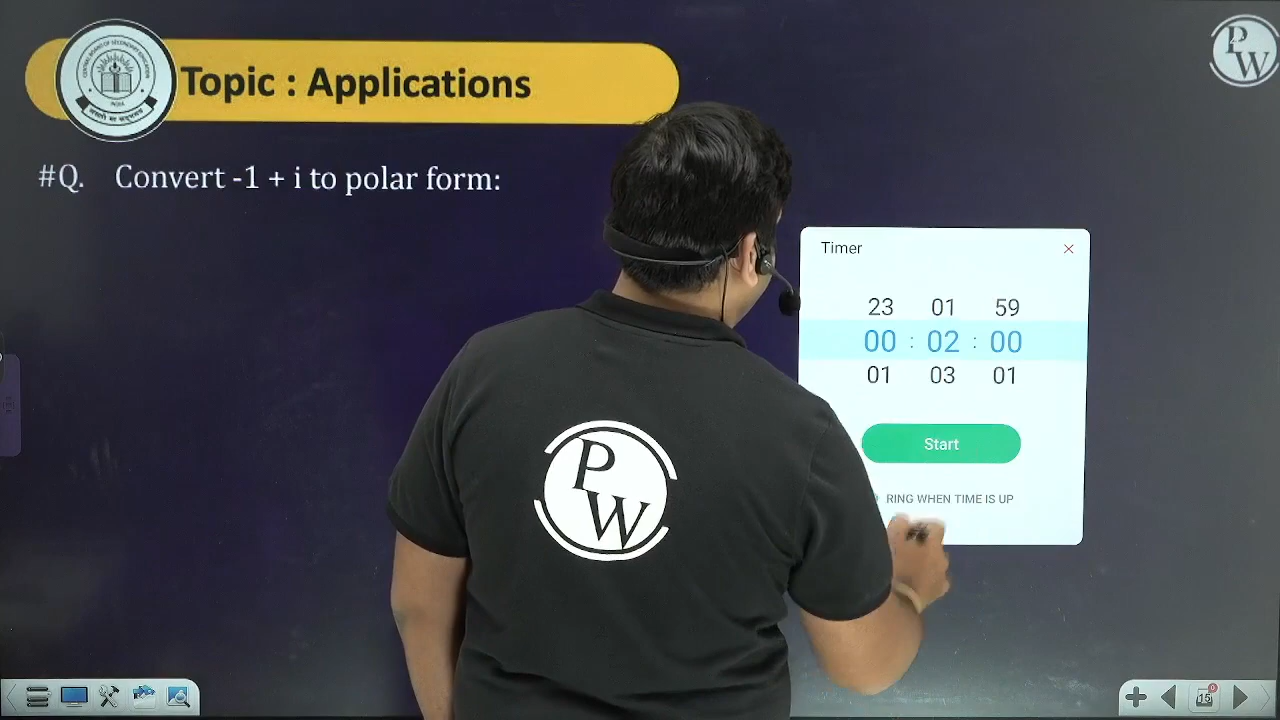 Topic : Applications
PW
#Q. Convert -1 + i to polar form:
Timer
23 01 59
00 : 02 : 00
01 03 01
Start
RING WHEN TIME IS UP
PW
15